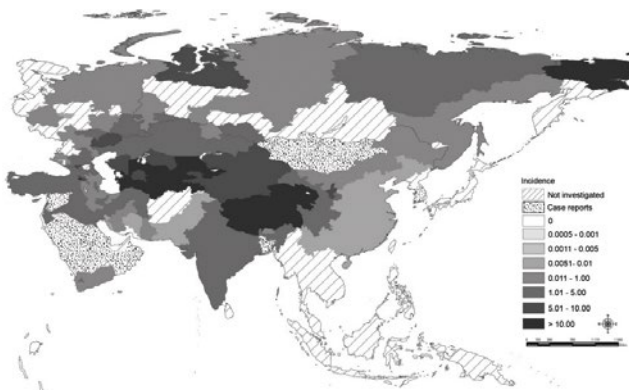 Incidence
Not investigated
Case reports
0
0.0005 - 0.001
0.0011 - 0.005
0.0051- 0.01
0.011 - 1.00
1.01 - 5.00
5.01 - 10.00
> 10.00